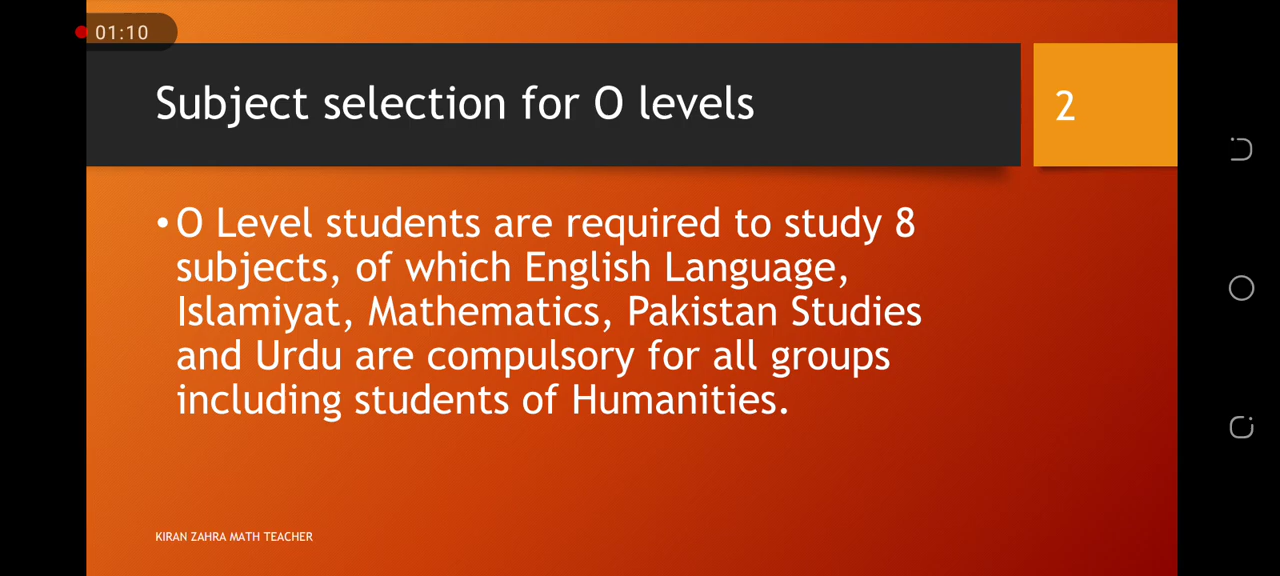 01:10
Subject selection for O levels
2
• O Level students are required to study 8
subjects, of which English Language,
Islamiyat, Mathematics, Pakistan Studies
and Urdu are compulsory for all groups
including students of Humanities.
KIRAN ZAHRA MATH TEACHER